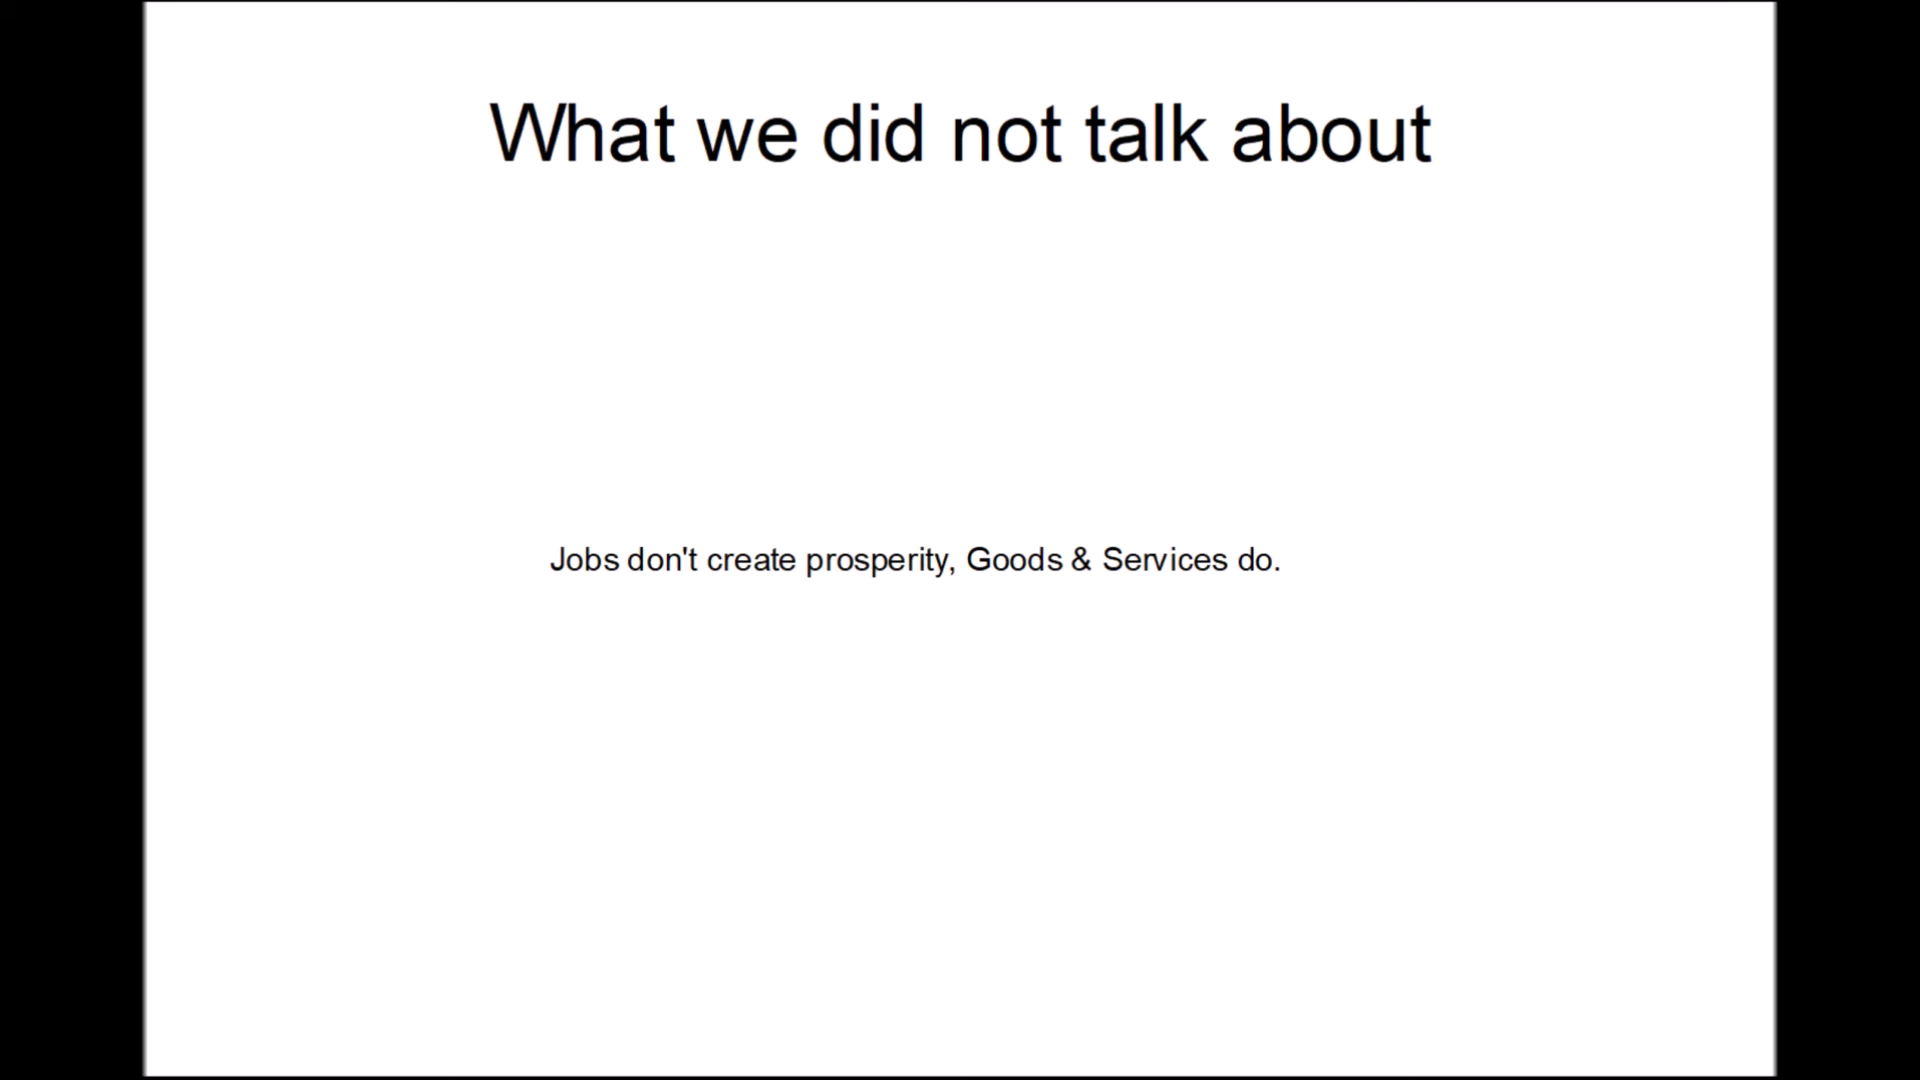 What we did not talk about
Jobs don't create prosperity, Goods & Services do.